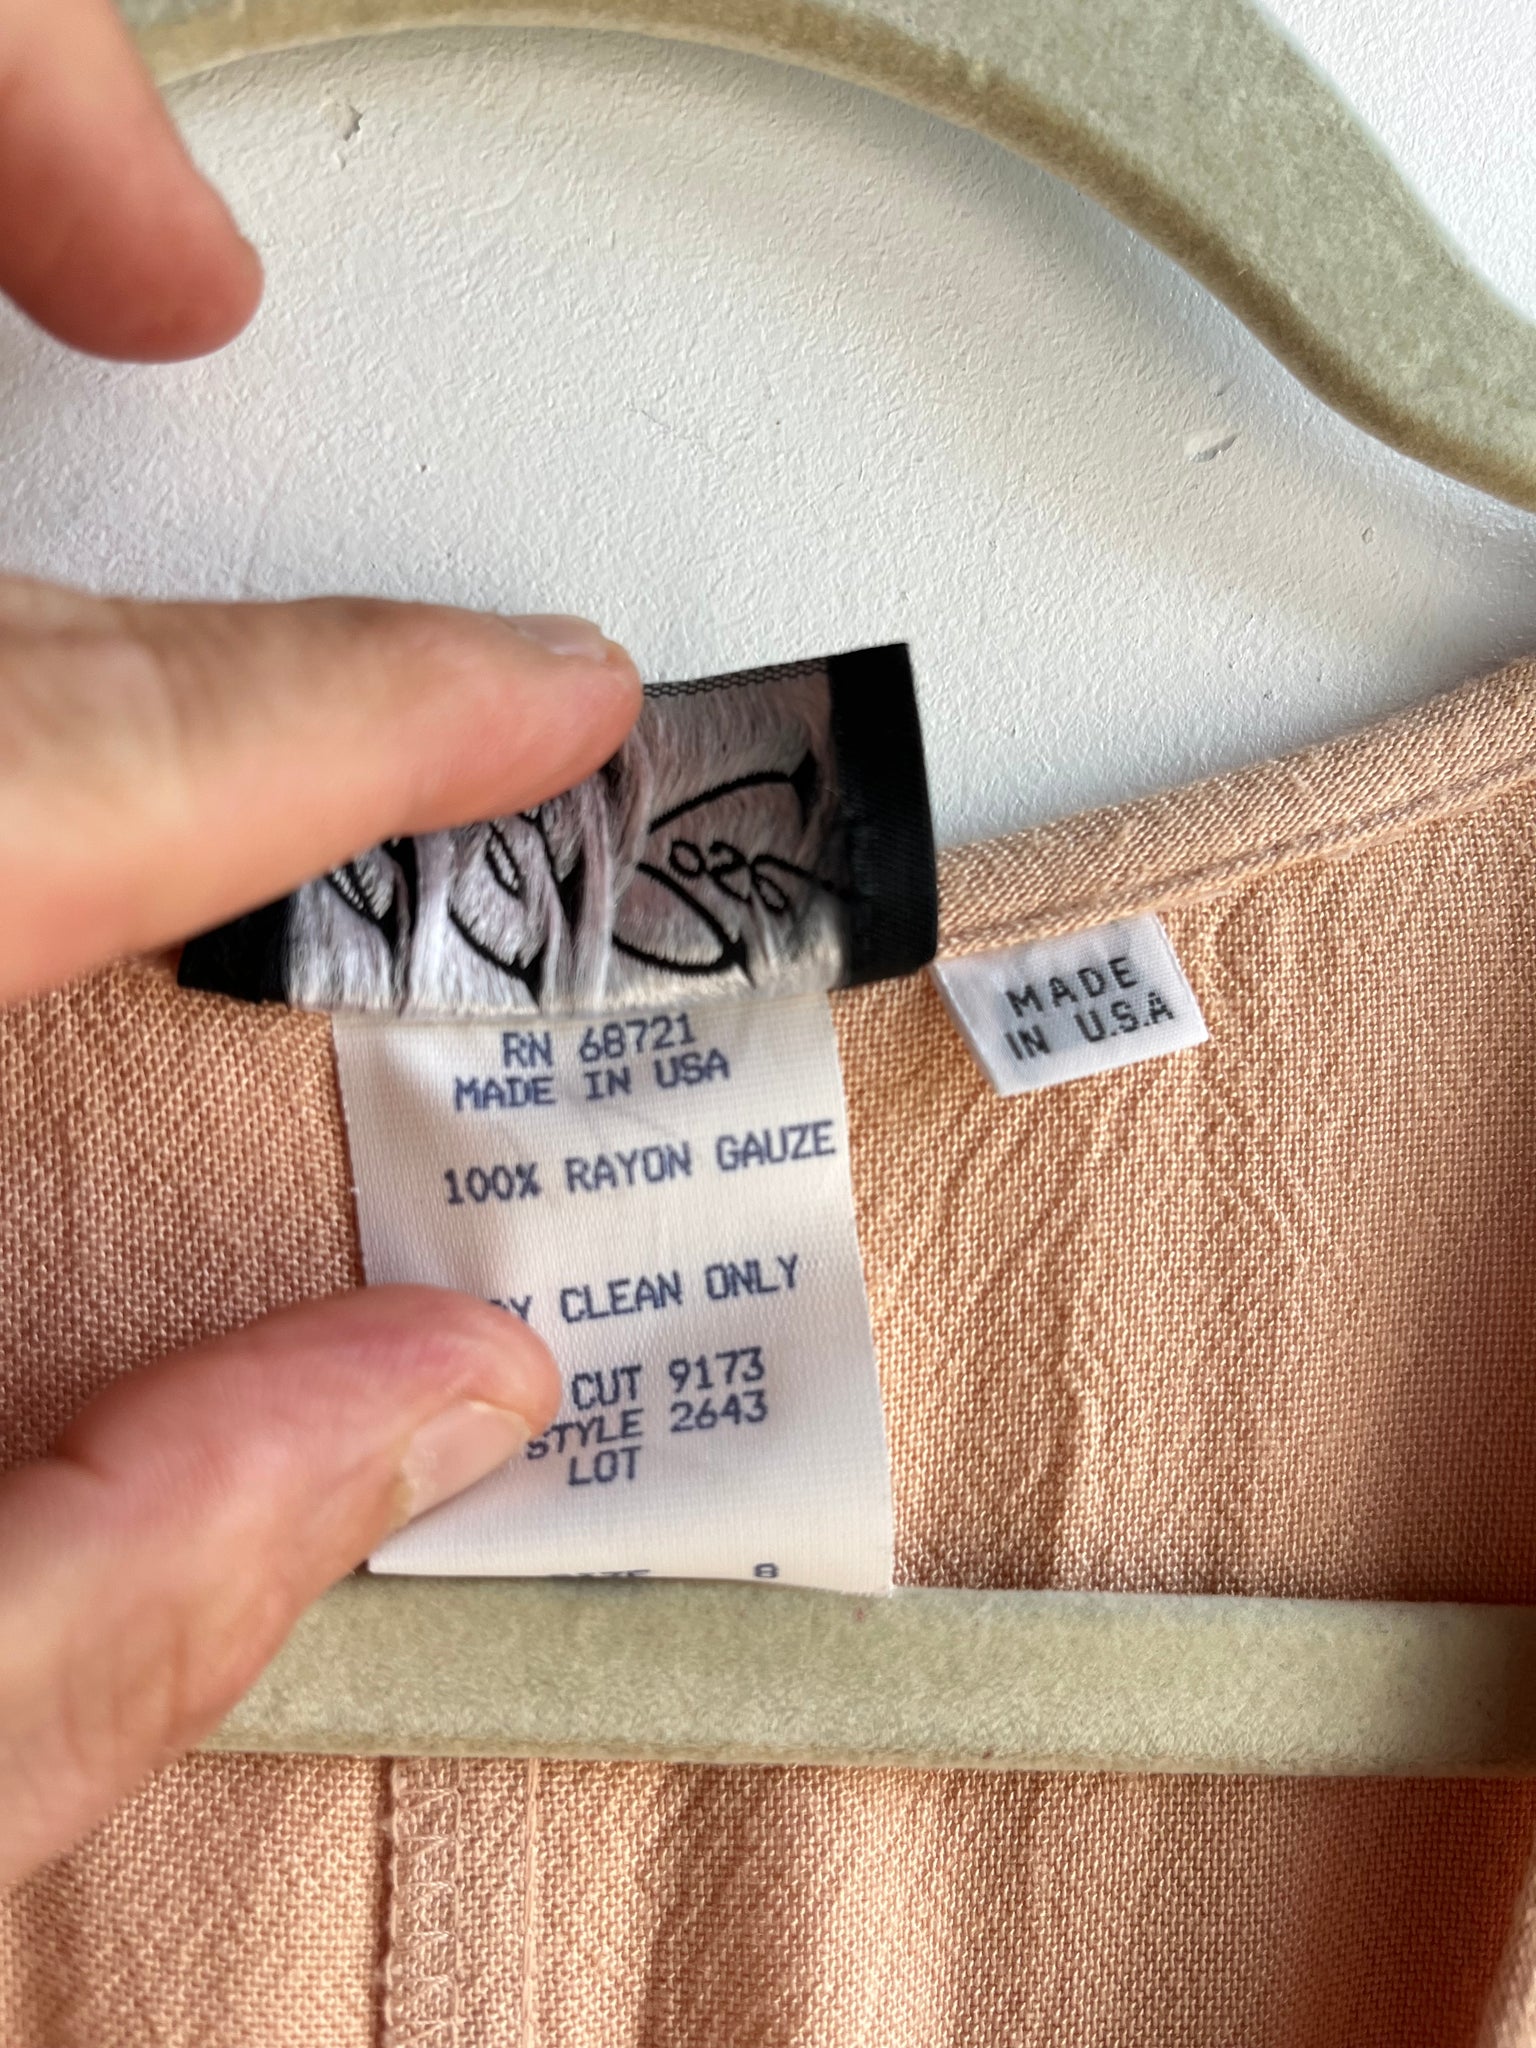 RN 68721
MADE IN USA
100% RAYON GAUZE
CLEAN ONLY
CUT 9173
STYLE 2643
LOT
8
MADE
IN U.S.A